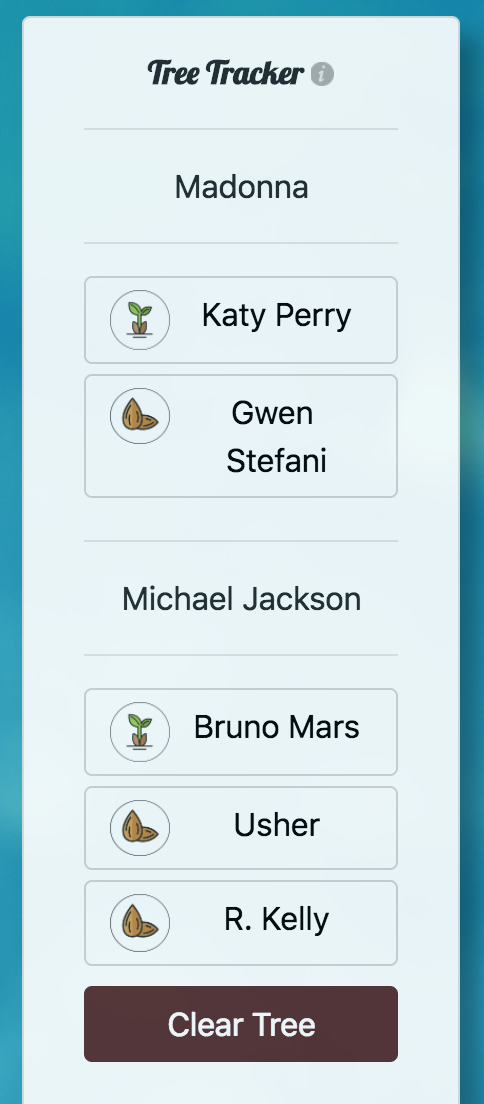 Tree Tracker i
Madonna
Katy Perry
Gwen
Stefani
Michael Jackson
Bruno Mars
Usher
R. Kelly
Clear Tree